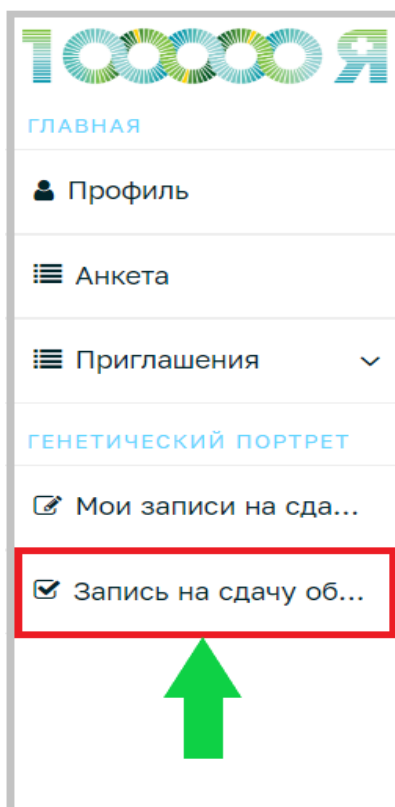 100000 Я
ГЛАВНАЯ
Профиль
Анкета
Приглашения
ГЕНЕТИЧЕСКИЙ ПОРТРЕТ
Мои записи на сда...
Запись на сдачу об...